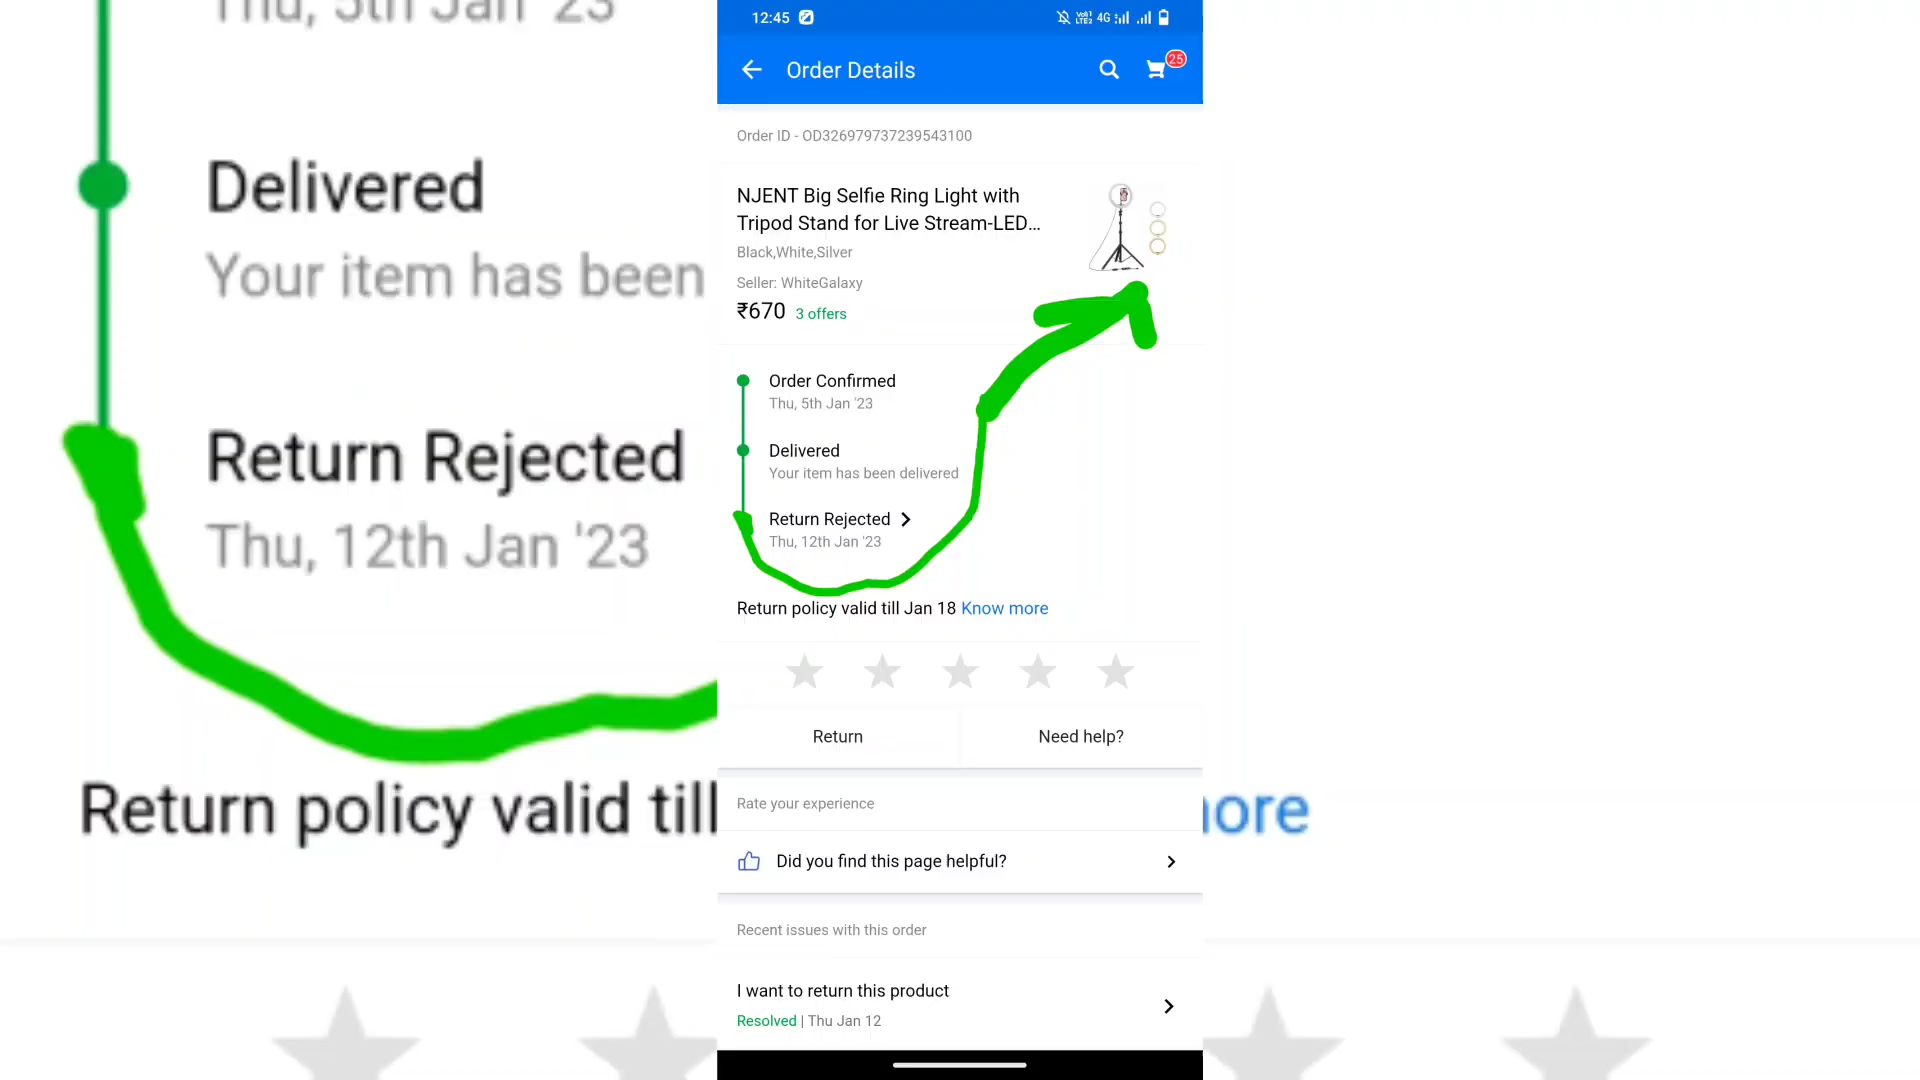 Thu, 5th Jan '23
Delivered
Your item has been
Return Rejected
Thu, 12th Jan '23
Return policy valid till
ore
12:45
4G
Order Details
25
Order ID - OD326979737239543100
NJENT Big Selfie Ring Light with
Tripod Stand for Live Stream-LED...
Black,White,Silver
Seller: WhiteGalaxy
₹670 3 offers
Order Confirmed
Thu, 5th Jan '23
Delivered
Your item has been delivered
Return Rejected
Thu, 12th Jan '23
Return policy valid till Jan 18 Know more
Return
Need help?
Rate your experience
Did you find this page helpful?
Recent issues with this order
I want to return this product
Resolved | Thu Jan 12